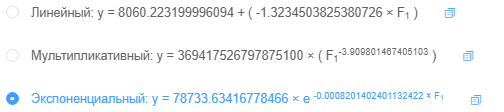 Линейный: y = 8060.223199996094 + ( -1.3234503825380726 × F₁ )
Мультипликативный: y = 369417526797875100 × ( F₁^-3.909801467405103 )
Экспоненциальный: y = 78733.63416778466 × e^-0.0008201402401132422 × F₁